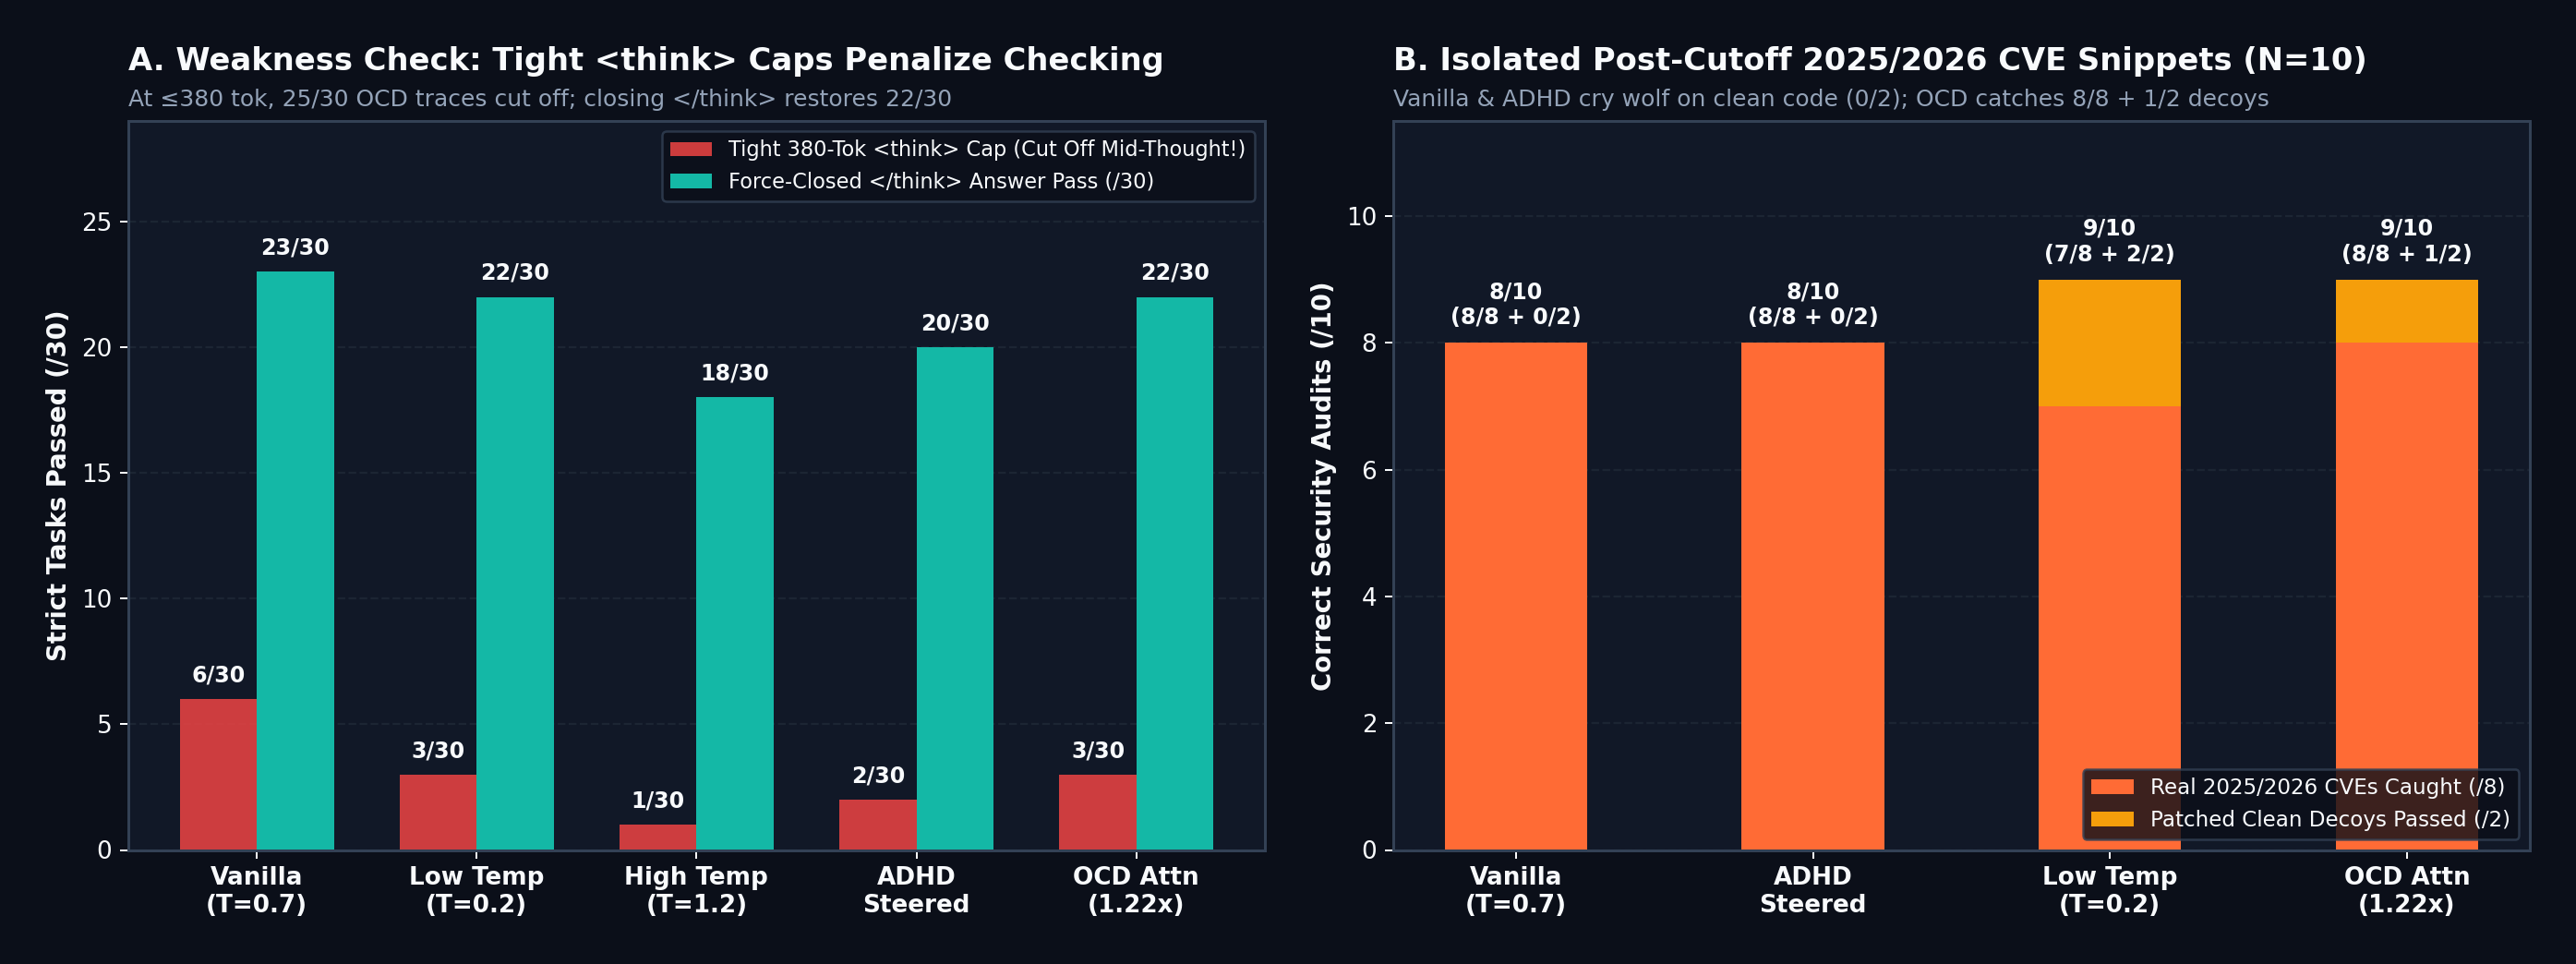 A. Weakness Check: Tight <think> Caps Penalize Checking
At ≤380 tok, 25/30 OCD traces cut off; closing </think> restores 22/30
Tight 380-Tok <think> Cap (Cut Off Mid-Thought!)
Force-Closed </think> Answer Pass (/30)
Strict Tasks Passed (/30)
25
20
15
10
5
0
6/30
23/30
3/30
22/30
1/30
18/30
2/30
20/30
3/30
22/30
Vanilla
(T=0.7)
Low Temp
(T=0.2)
High Temp
(T=1.2)
ADHD
Steered
OCD Attn
(1.22x)
B. Isolated Post-Cutoff 2025/2026 CVE Snippets (N=10)
Vanilla & ADHD cry wolf on clean code (0/2); OCD catches 8/8 + 1/2 decoys
Correct Security Audits (/10)
10
8
6
4
2
0
8/10
(8/8 + 0/2)
8/10
(8/8 + 0/2)
9/10
(7/8 + 2/2)
9/10
(8/8 + 1/2)
Real 2025/2026 CVEs Caught (/8)
Patched Clean Decoys Passed (/2)
Vanilla
(T=0.7)
ADHD
Steered
Low Temp
(T=0.2)
OCD Attn
(1.22x)